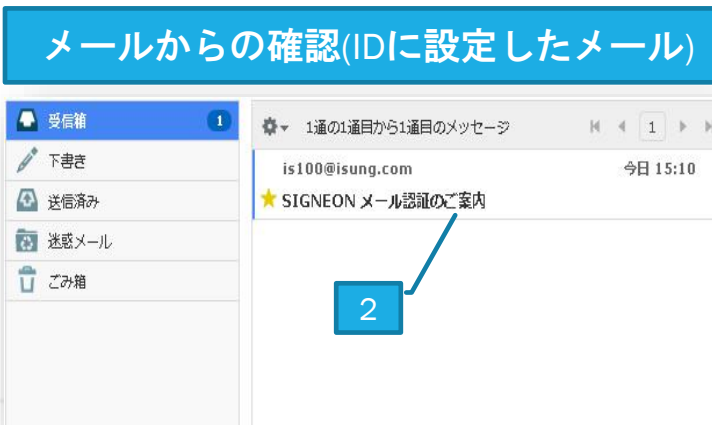 メールからの確認(IDに設定したメール)
受信箱 1
下書き
送信済み
迷惑メール
ごみ箱
1通の1通目から1通目のメッセージ 1
is100@isung.com 今日 15:10
SIGNEON メール認証のご案内
2